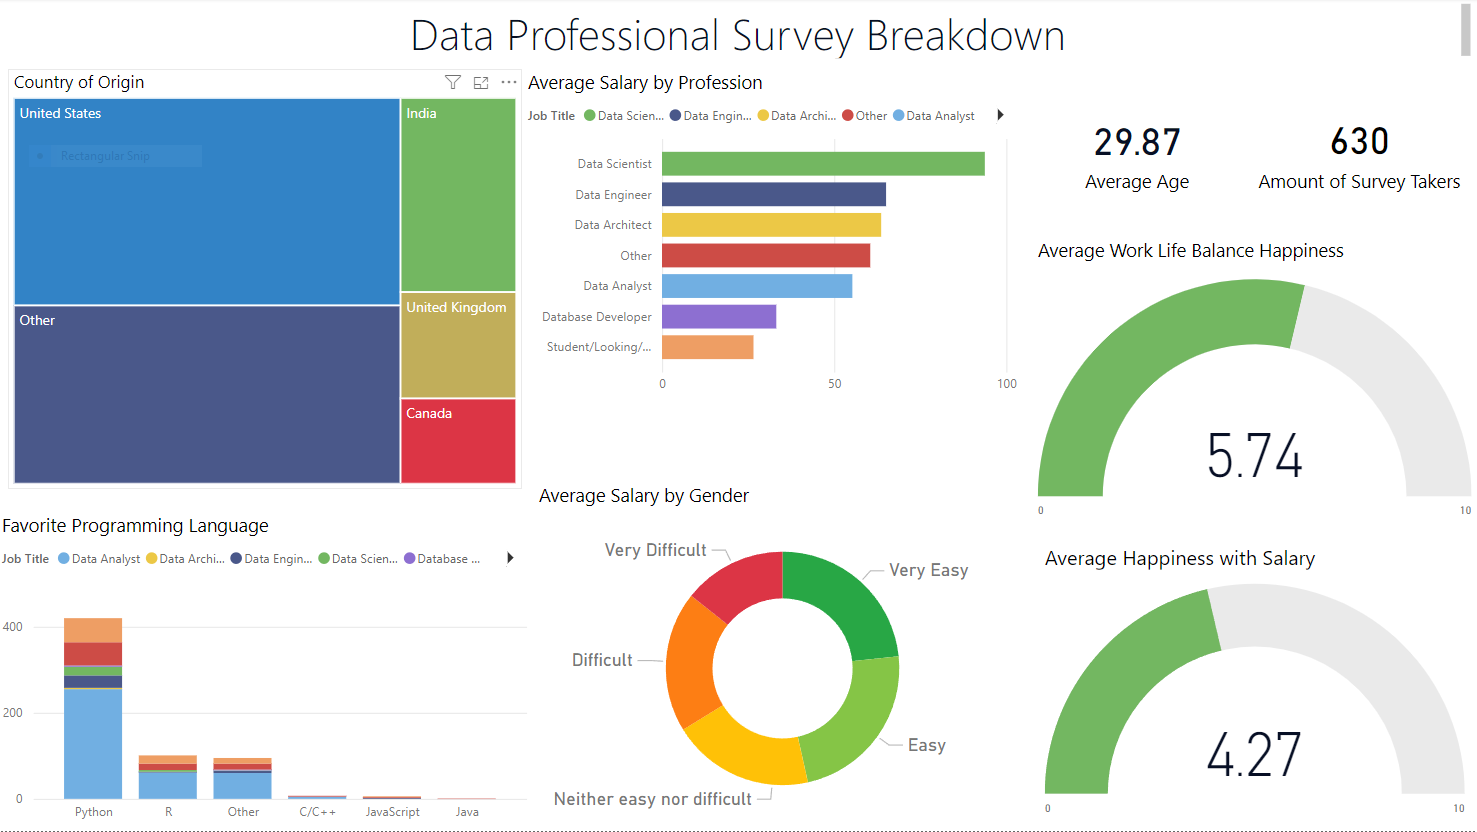 Data Professional Survey Breakdown
Country of Origin
United States
Rectangular Snip
India
Other
United Kingdom
Canada
Average Salary by Profession
Job Title Data Scien... Data Engin... Data Archi... Other Data Analyst
Data Scientist
Data Engineer
Data Architect
Other
Data Analyst
Database Developer
Student/Looking/...
0 50 100
29.87
Average Age
630
Amount of Survey Takers
Average Work Life Balance Happiness
5.74
0 10
Favorite Programming Language
Job Title Data Analyst Data Archi... Data Engin... Data Scien... Database ...
400
200
0
Python R Other C/C++ JavaScript Java
Average Salary by Gender
Very Difficult
Very Easy
Difficult
Easy
Neither easy nor difficult
Average Happiness with Salary
4.27
0 10